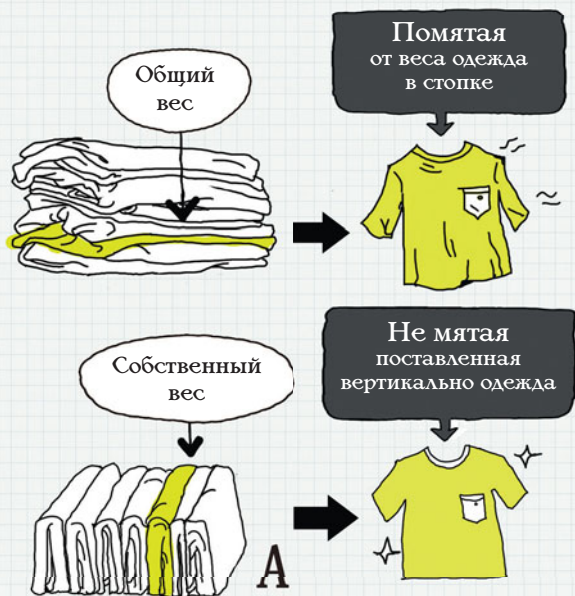 Общий
вес
Помятая
от веса одежда
в стопке
Собственный
вес
Не мятая
поставленная
вертикально одежда
А